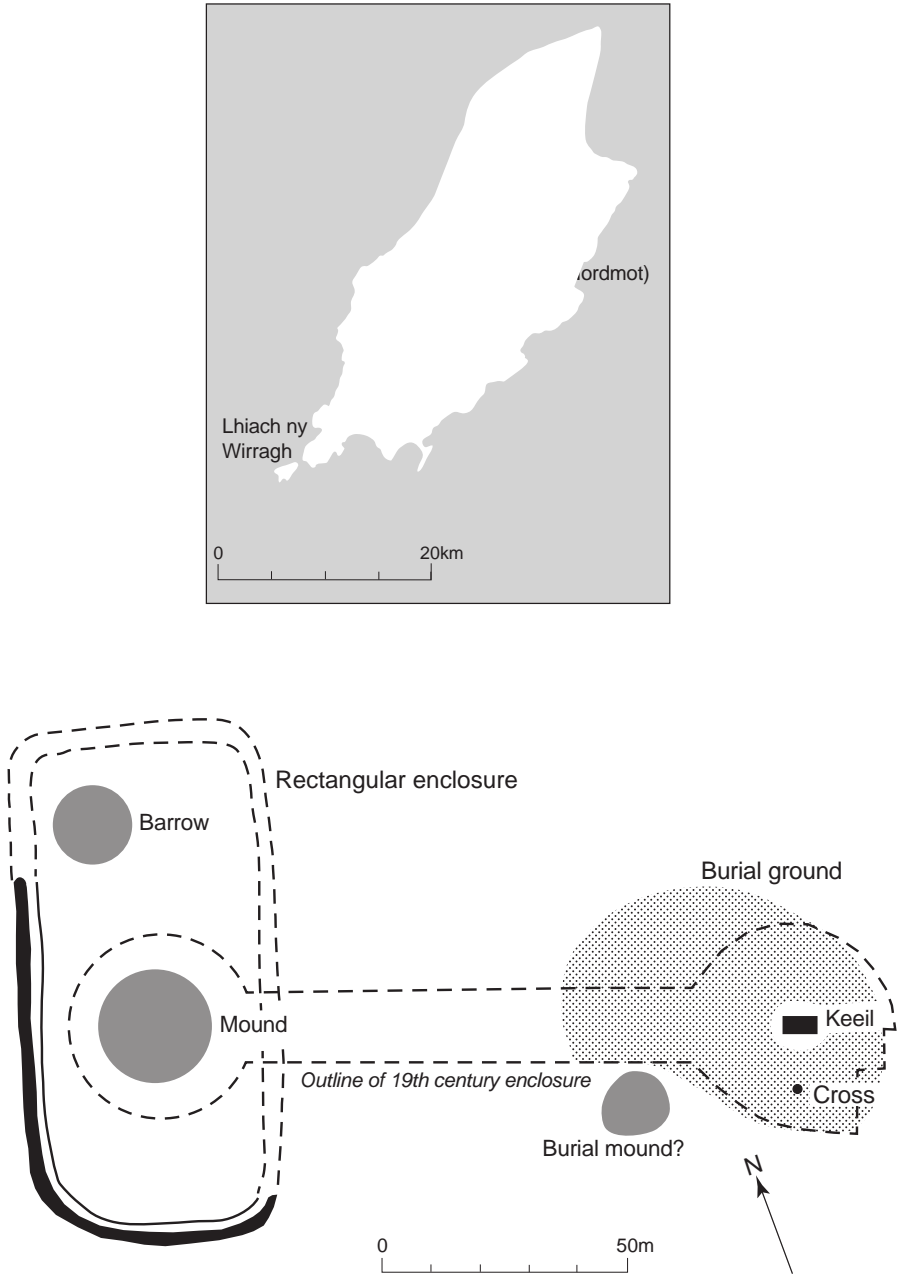 ordmot)
Lhiach ny
Wirragh
0 20km
Rectangular enclosure
Barrow
Burial ground
Mound
Keeil
Outline of 19th century enclosure
Cross
Burial mound?
N
0 50m